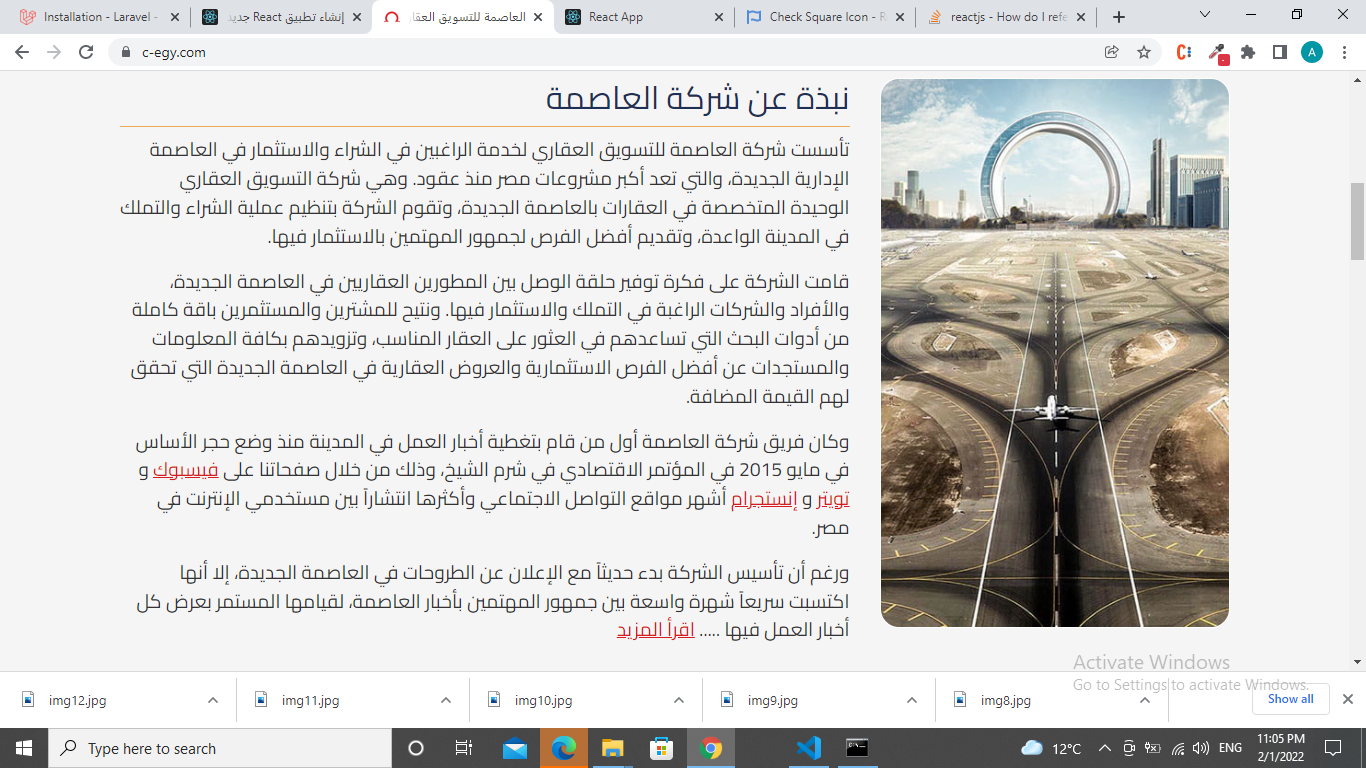 Installation - Laravel -
إنشاء تطبيق React جديد
العاصمة للتسويق العقا
React App
Check Square Icon - R
reactjs - How do I refe
c-egy.com
A
نبذة عن شركة العاصمة
تأسست شركة العاصمة للتسويق العقاري لخدمة الراغبين في الشراء والاستثمار في العاصمة
الإدارية الجديدة، والتي تعد أكبر مشروعات مصر منذ عقود. وهي شركة التسويق العقاري
الوحيدة المتخصصة في العقارات بالعاصمة الجديدة، وتقوم الشركة بتنظيم عملية الشراء والتملك
في المدينة الواعدة، وتقديم أفضل الفرص لجمهور المهتمين بالاستثمار فيها.
قامت الشركة على فكرة توفير حلقة الوصل بين المطورين العقاريين في العاصمة الجديدة،
والأفراد والشركات الراغبة في التملك والاستثمار فيها. ونتيح للمشترين والمستثمرين باقة كاملة
من أدوات البحث التي تساعدهم في العثور على العقار المناسب، وتزويدهم بكافة المعلومات
والمستجدات عن أفضل الفرص الاستثمارية والعروض العقارية في العاصمة الجديدة التي تحقق
لهم القيمة المضافة.
وكان فريق شركة العاصمة أول من قام بتغطية أخبار العمل في المدينة منذ وضع حجر الأساس
في مايو 2015 في المؤتمر الاقتصادي في شرم الشيخ، وذلك من خلال صفحاتنا على فيسبوك و
تويتر و إنستجرام أشهر مواقع التواصل الاجتماعي وأكثرها انتشاراً بين مستخدمي الإنترنت في
مصر.
ورغم أن تأسيس الشركة بدء حديثاً مع الإعلان عن الطروحات في العاصمة الجديدة، إلا أنها
اكتسبت سريعاً شهرة واسعة بين جمهور المهتمين بأخبار العاصمة، لقيامها المستمر بعرض كل
أخبار العمل فيها ..... اقرأ المزيد
Activate Windows
Go to Settings to activate Windows.
img12.jpg
img11.jpg
img10.jpg
img9.jpg
img8.jpg
Show all
Type here to search
12°C
ENG
11:05 PM
2/1/2022